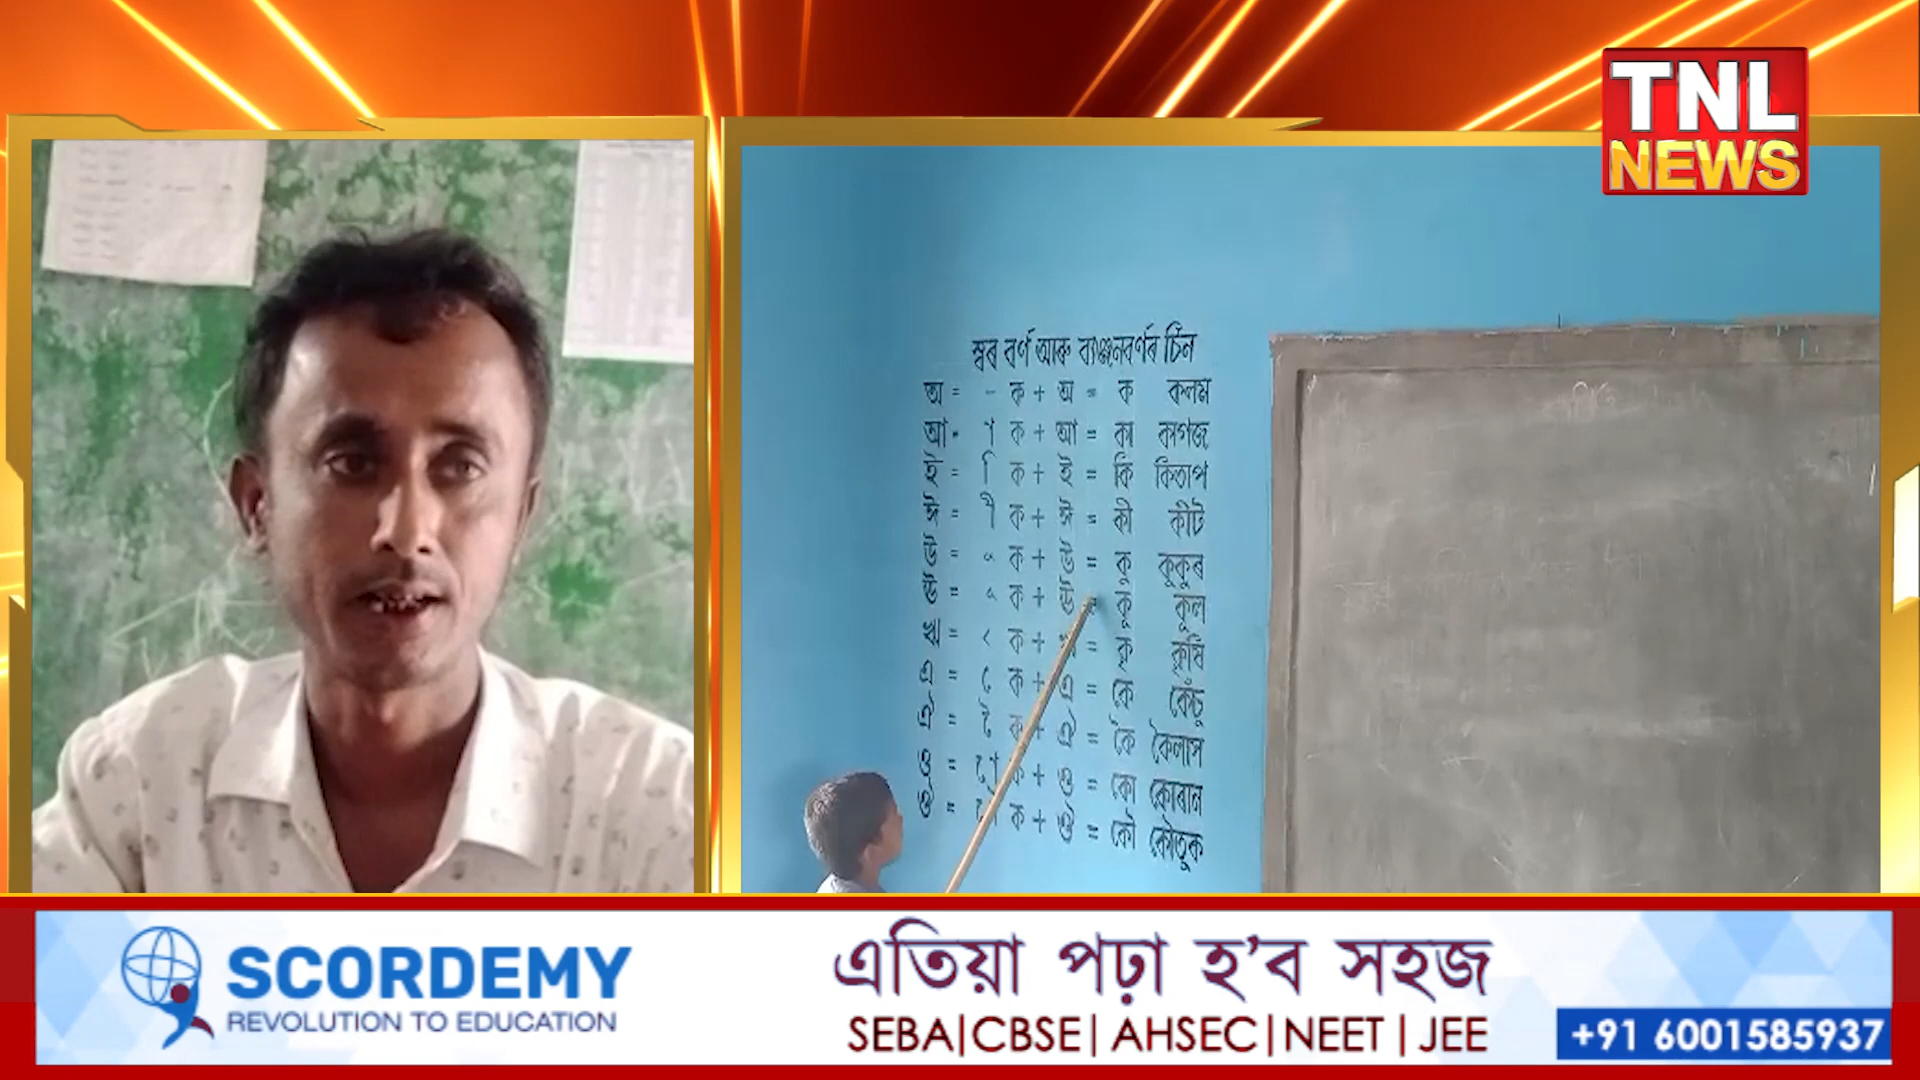 TNL
NEWS
স্বৰ বৰ্ণ আৰু ব্যঞ্জনবৰ্ণৰ চিন
অ = - ক + অ = ক কলম
আ = া ক + আ = কা কাগজ
ই = ি ক + ই = কি কিতাপ
ঈ = ী ক + ঈ = কী কীট
উ = ু ক + উ = কু কুকুৰ
ঊ = ূ ক + ঊ = কূ কূল
ঋ = ৃ ক + = কৃ কৃষি
এ = ে ক + এ = কে কেঁচু
ঐ = ৈ ক + ঐ = কৈ কৈলাস
ও = ো ক + ও = কো কোৰান
ঔ = ৌ ক + ঔ = কৌ কৌতুক
SCORDEMY
REVOLUTION TO EDUCATION
এতিয়া পঢ়া হ'ব সহজ
SEBA|CBSE| AHSEC|NEET | JEE
+91 6001585937